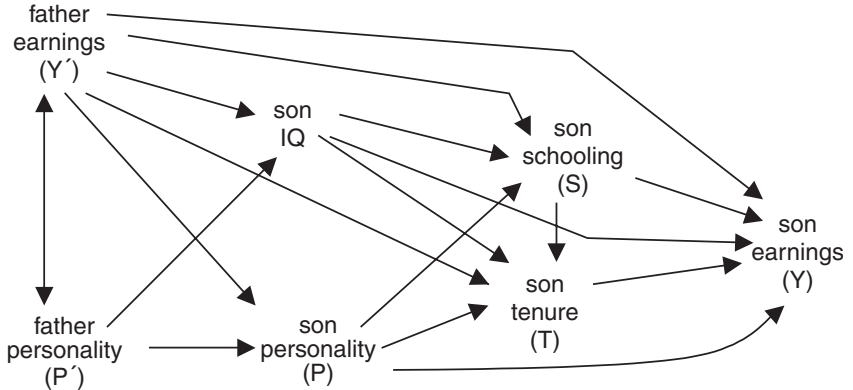 father
earnings
(Y´)
son
IQ
son
schooling
(S)
son
earnings
(Y)
son
tenure
(T)
father
personality
(P´)
son
personality
(P)